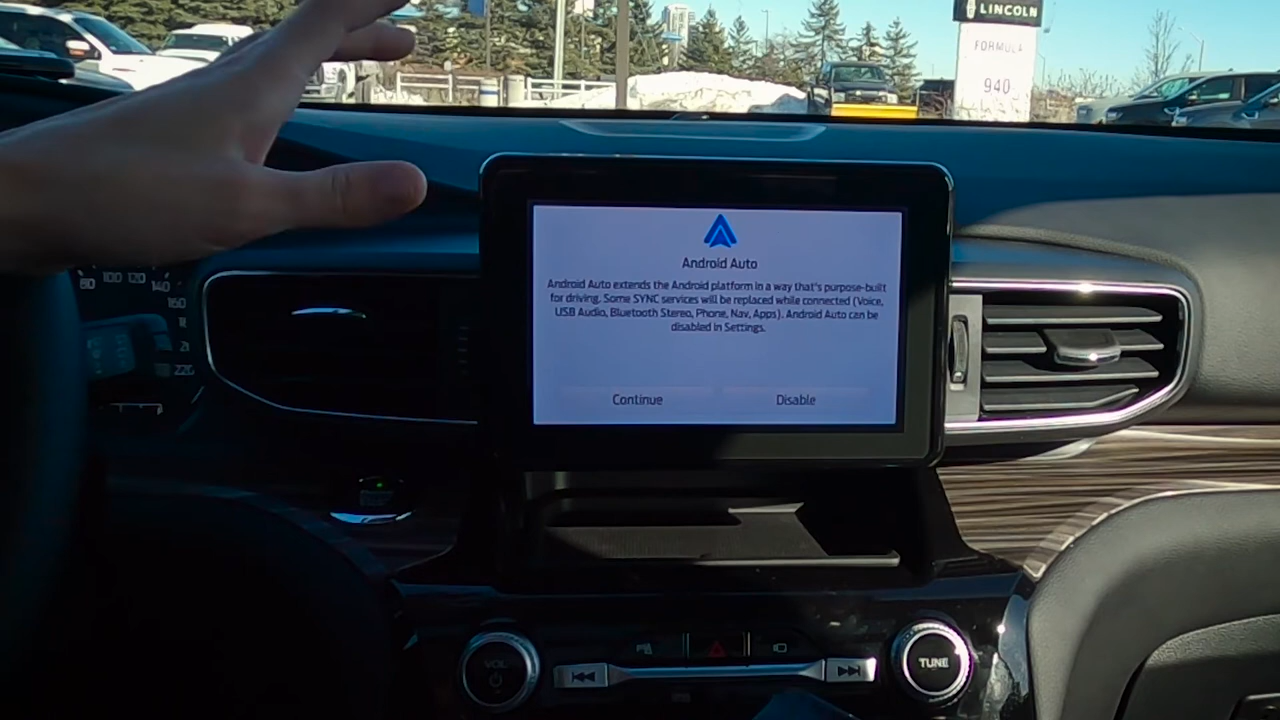 LINCOLN
FORMULA
940
80 100 120 140
160
220
Android Auto
Android Auto extends the Android platform in a way that's purpose-built
for driving. Some SYNC services will be replaced while connected (Voice,
USB Audio, Bluetooth Stereo, Phone, Nav, Apps). Android Auto can be
disabled in Settings.
Continue
Disable
VOL
TUNE